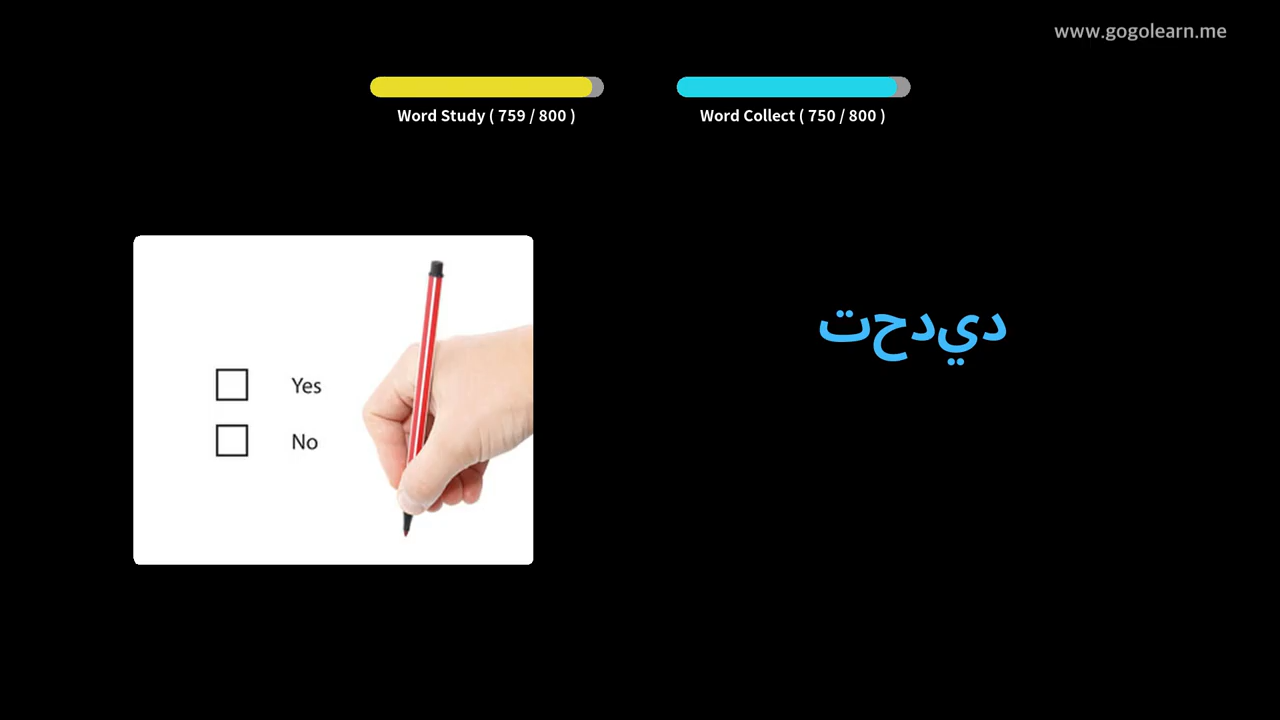 www.gogolearn.me
Word Study ( 759 / 800 )
Word Collect ( 750 / 800 )
Yes
No
تحديد